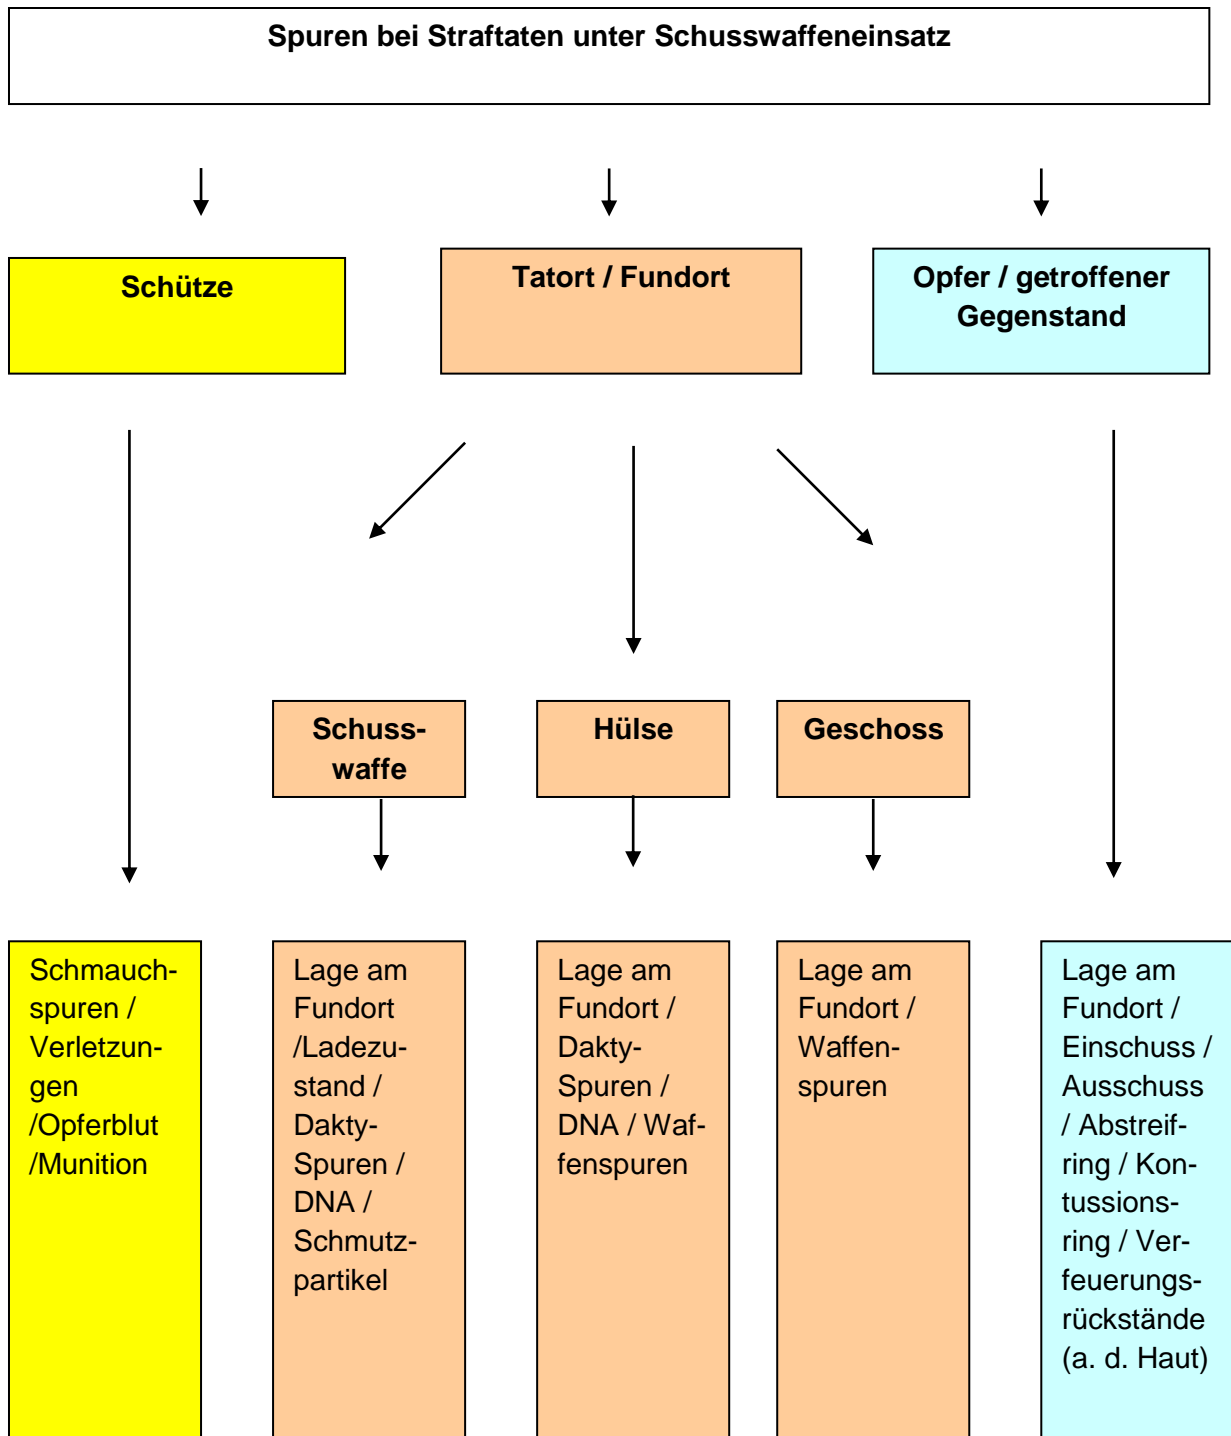 Spuren bei Straftaten unter Schusswaffeneinsatz
Schütze
Tatort / Fundort
Opfer / getroffener
Gegenstand
Schuss-
waffe
Hülse
Geschoss
Schmauch-
spuren /
Verletzun-
gen
/Opferblut
/Munition
Lage am
Fundort
/Ladezu-
stand /
Dakty-
Spuren /
DNA /
Schmutz-
partikel
Lage am
Fundort /
Dakty-
Spuren /
DNA / Waf-
fenspuren
Lage am
Fundort /
Waffen-
spuren
Lage am
Fundort /
Einschuss /
Ausschuss
/ Abstreif-
ring / Kon-
tussions-
ring / Ver-
feuerungs-
rückstände
(a. d. Haut)